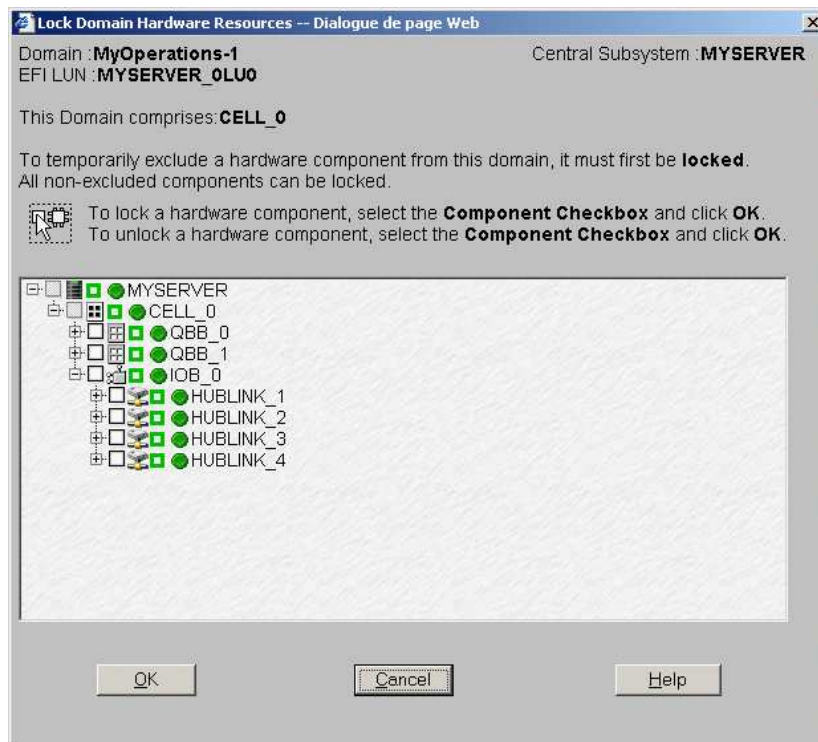 Lock Domain Hardware Resources -- Dialogue de page Web
Domain :MyOperations-1 Central Subsystem :MYSERVER
EFI LUN :MYSERVER_0LU0
This Domain comprises:CELL_0
To temporarily exclude a hardware component from this domain, it must first be locked.
All non-excluded components can be locked.
To lock a hardware component, select the Component Checkbox and click OK.
To unlock a hardware component, select the Component Checkbox and click OK.
MYSERVER
CELL_0
QBB_0
QBB_1
IOB_0
HUBLINK_1
HUBLINK_2
HUBLINK_3
HUBLINK_4
OK Cancel Help